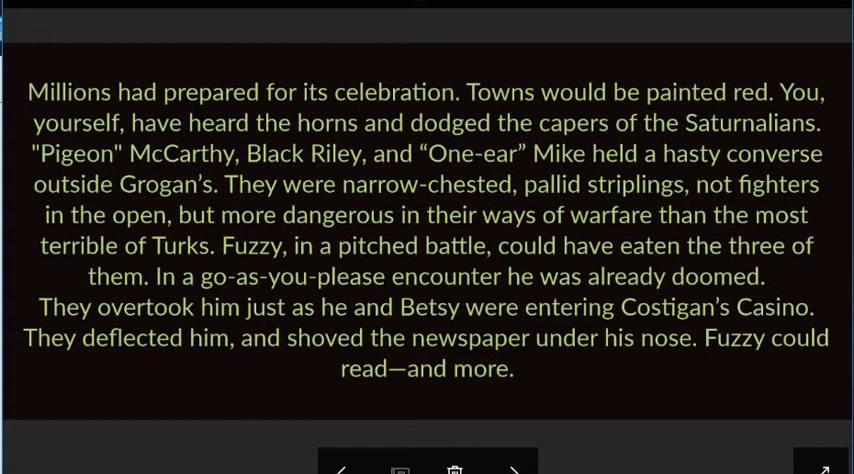 Millions had prepared for its celebration. Towns would be painted red. You,
yourself, have heard the horns and dodged the capers of the Saturnalians.
"Pigeon" McCarthy, Black Riley, and “One-ear” Mike held a hasty converse
outside Grogan’s. They were narrow-chested, pallid striplings, not fighters
in the open, but more dangerous in their ways of warfare than the most
terrible of Turks. Fuzzy, in a pitched battle, could have eaten the three of
them. In a go-as-you-please encounter he was already doomed.
They overtook him just as he and Betsy were entering Costigan’s Casino.
They deflected him, and shoved the newspaper under his nose. Fuzzy could
read—and more.